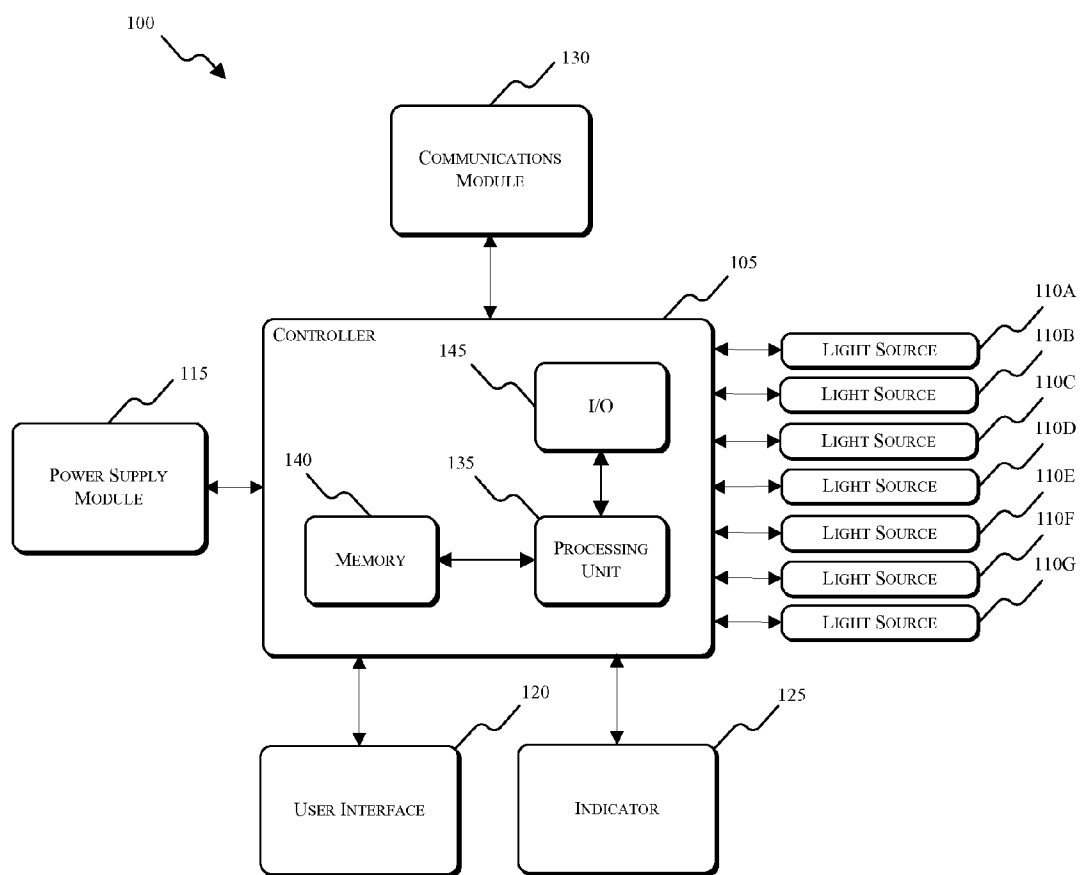 100
130
COMMUNICATIONS
MODULE
105
CONTROLLER
110A
LIGHT SOURCE
110B
LIGHT SOURCE
110C
LIGHT SOURCE
110D
LIGHT SOURCE
110E
LIGHT SOURCE
110F
LIGHT SOURCE
110G
LIGHT SOURCE
145
I/O
115
POWER SUPPLY
MODULE
140
MEMORY
135
PROCESSING
UNIT
120
USER INTERFACE
125
INDICATOR